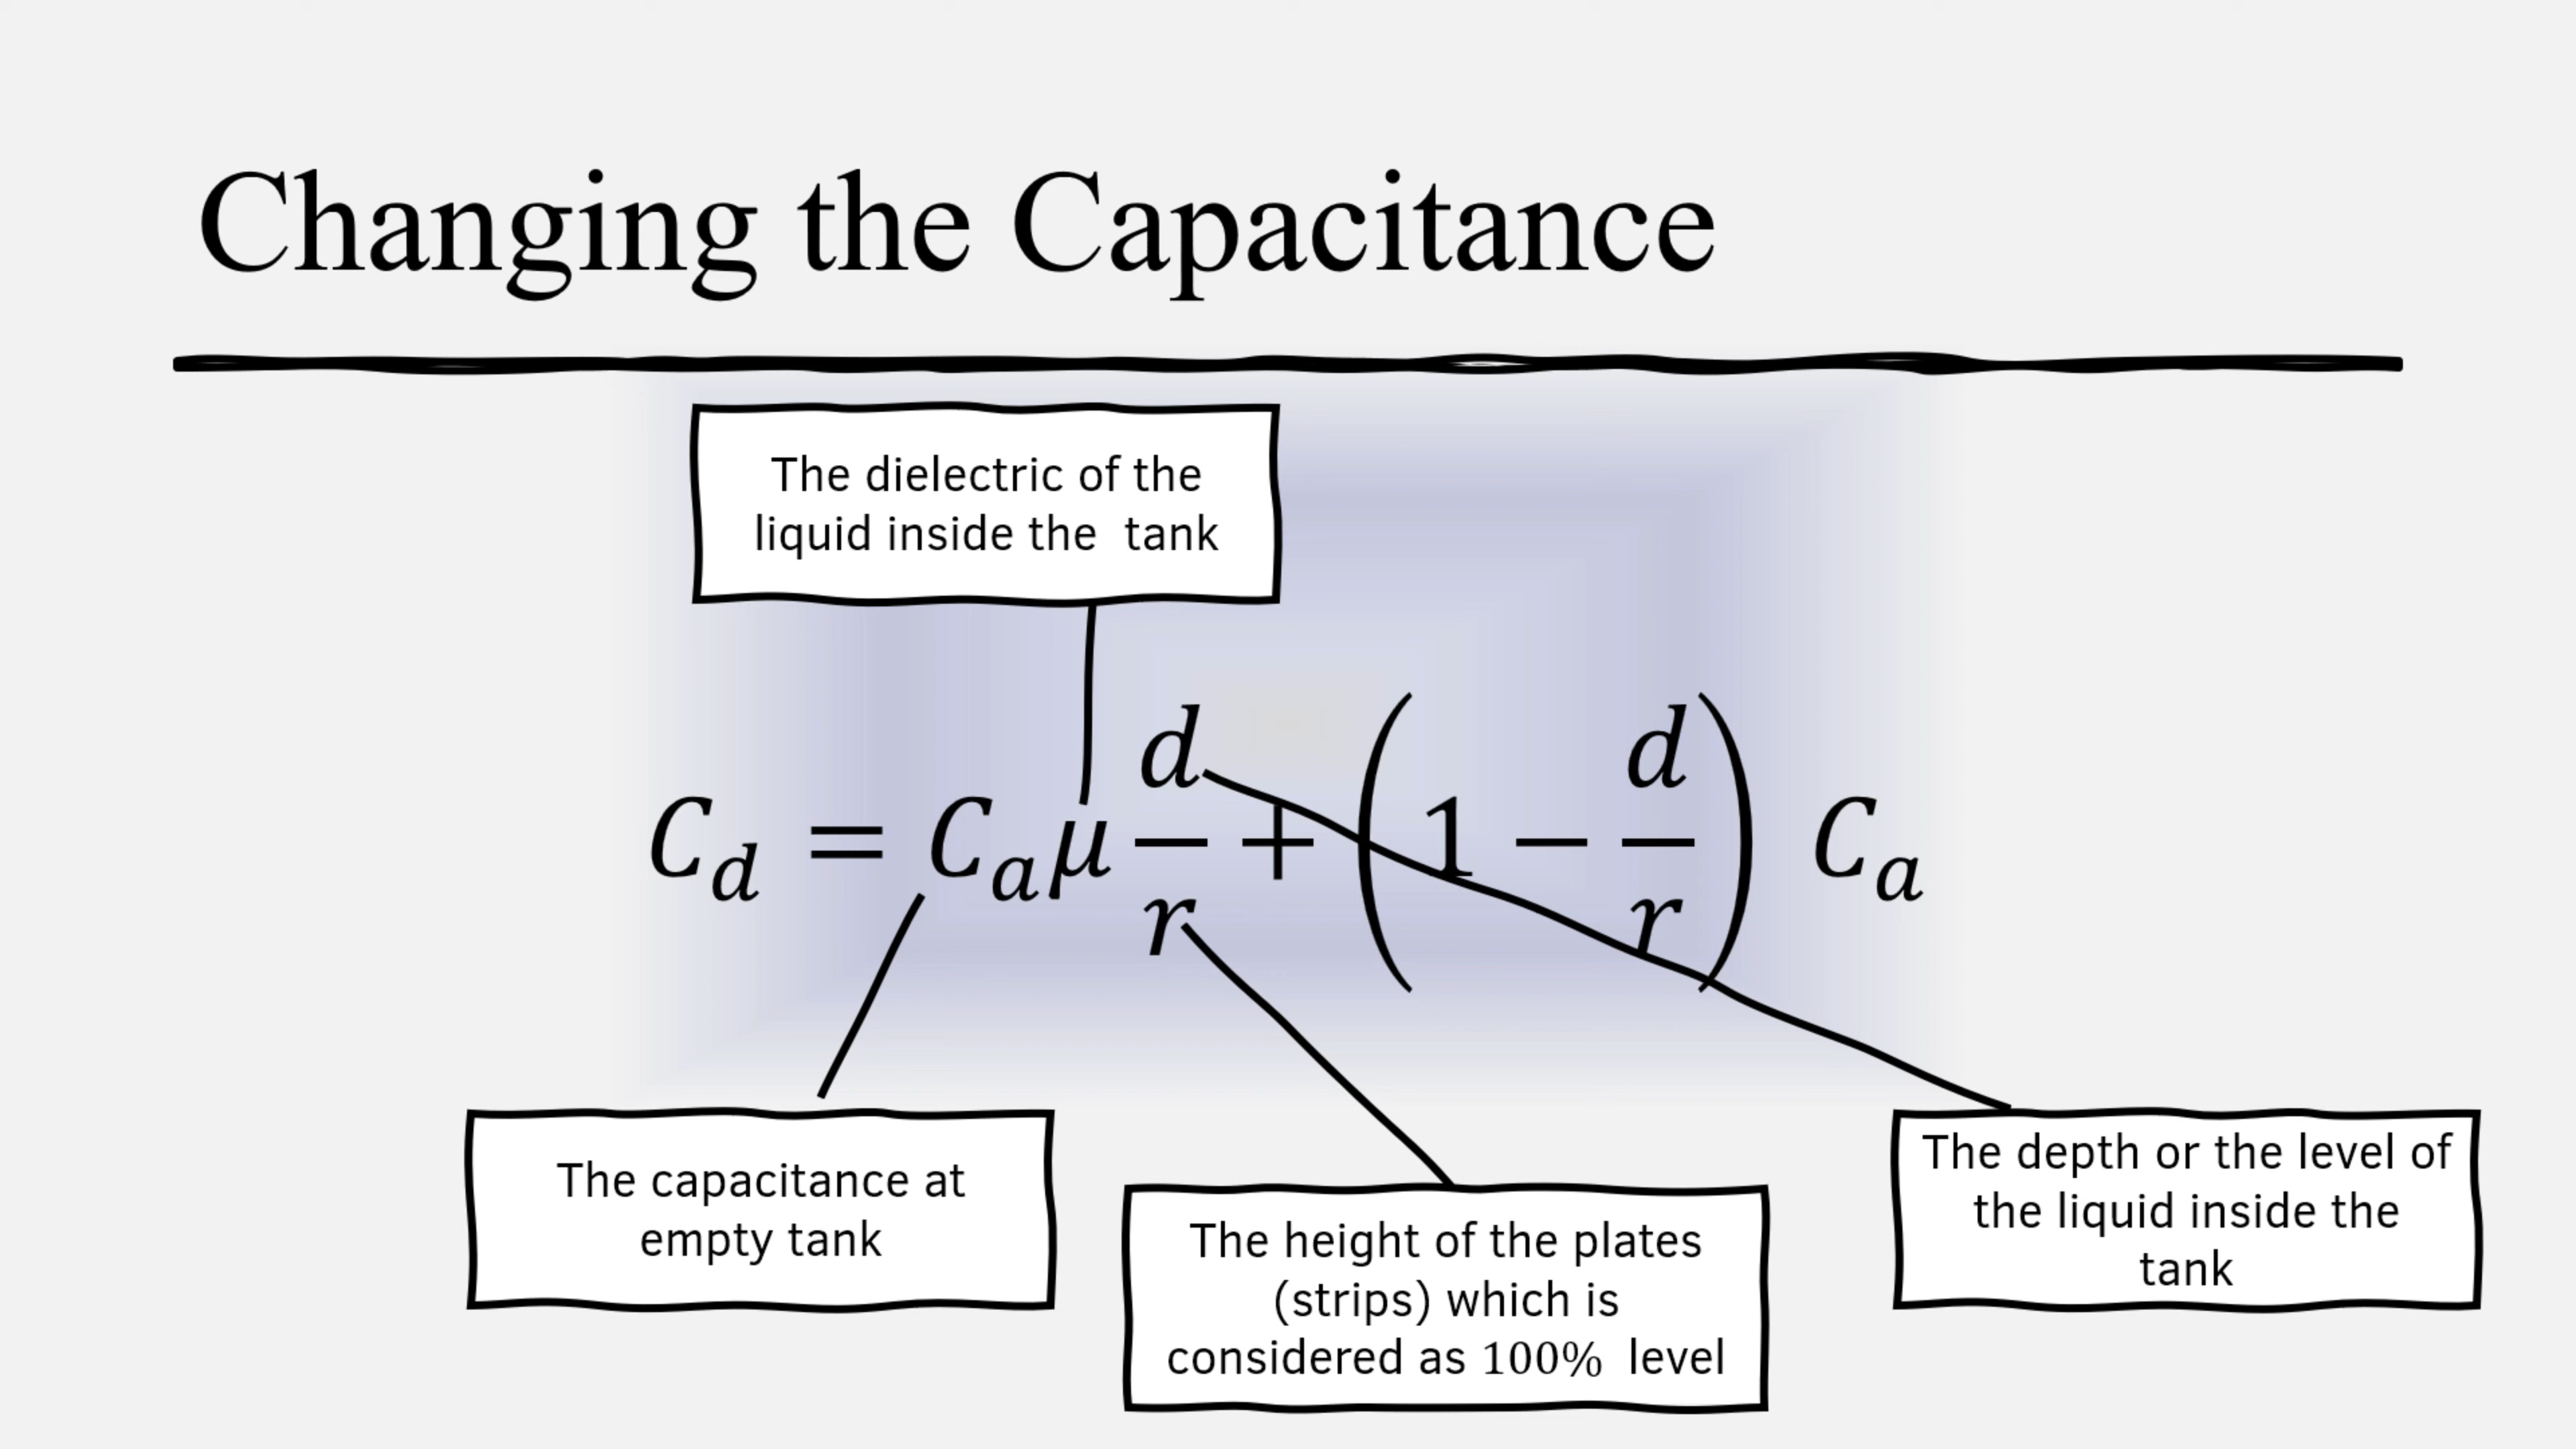 Changing the Capacitance
The dielectric of the
liquid inside the  tank
C_d = C_a μ d/r + (1 − d/r) C_a
The capacitance at
empty tank
The height of the plates
(strips) which is
considered as 100%  level
The depth or the level of
the liquid inside the
tank